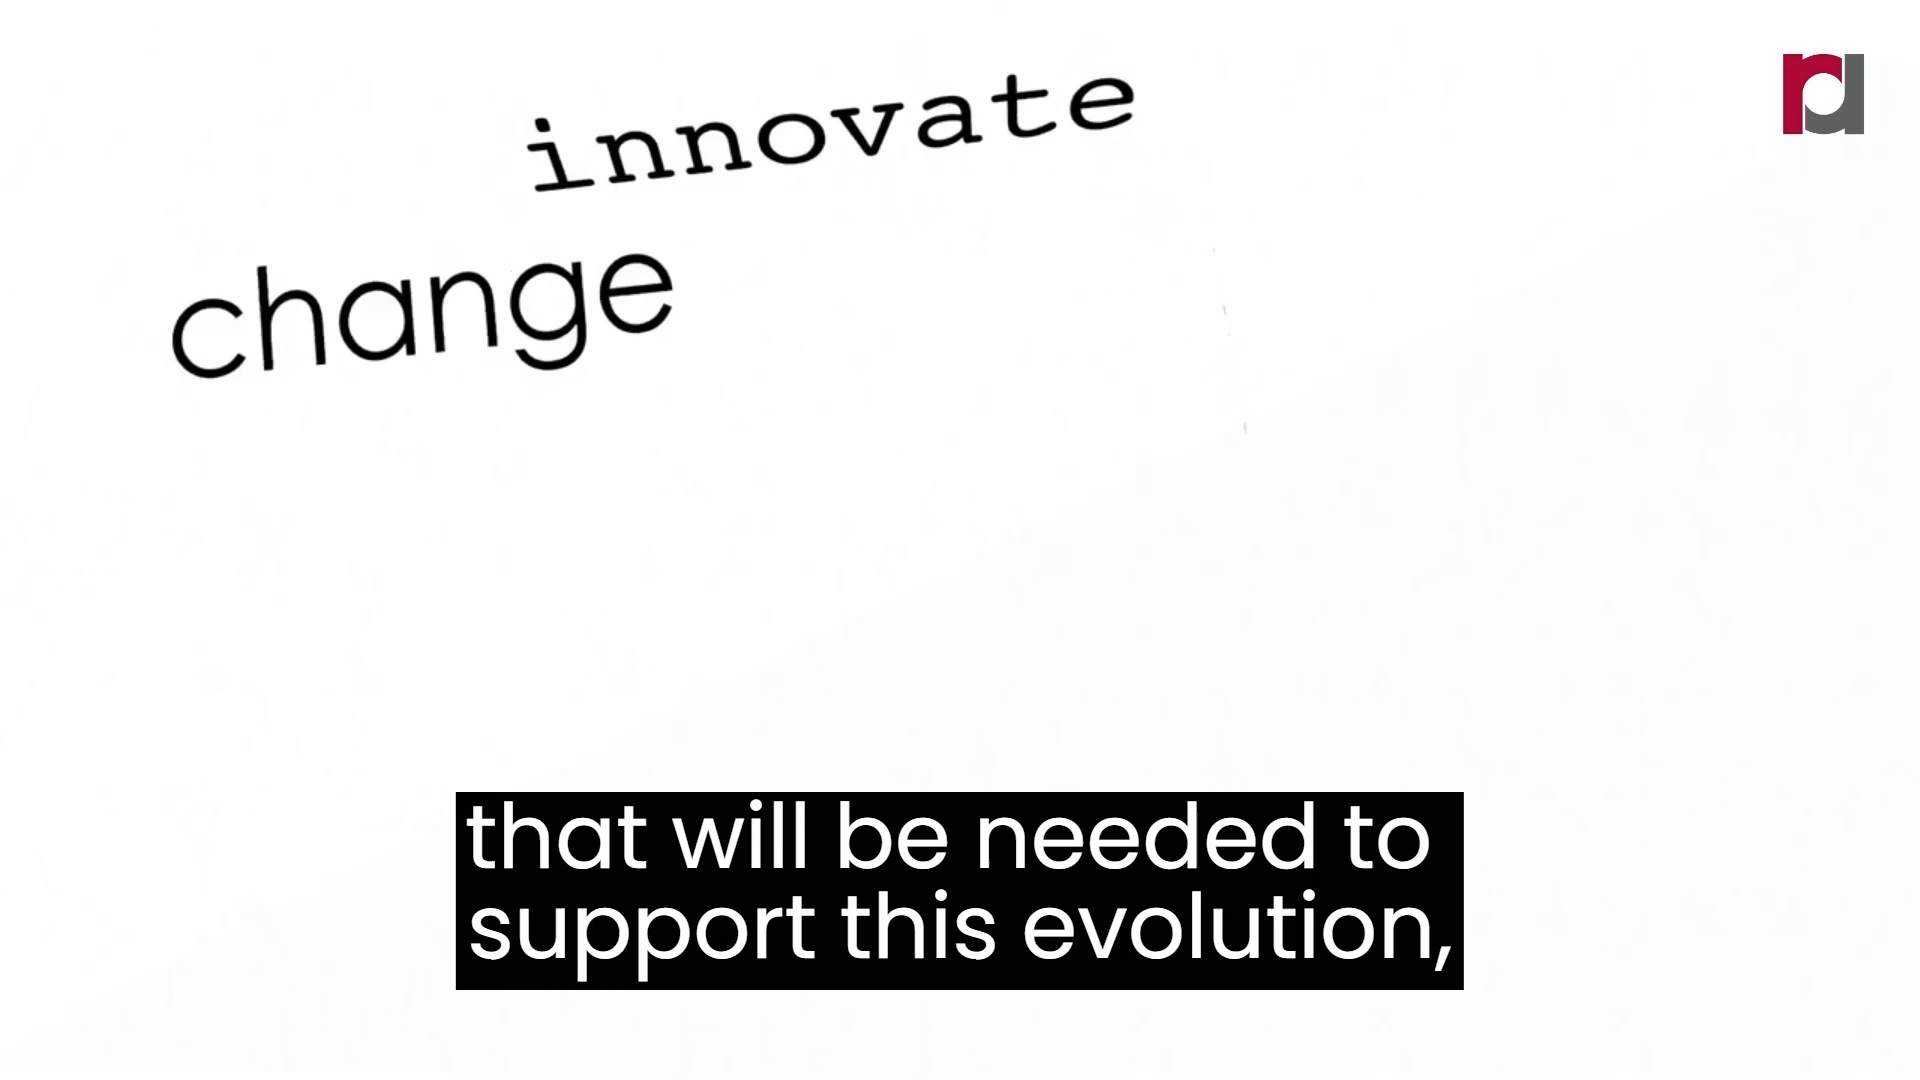 innovate
change
that will be needed to
support this evolution,